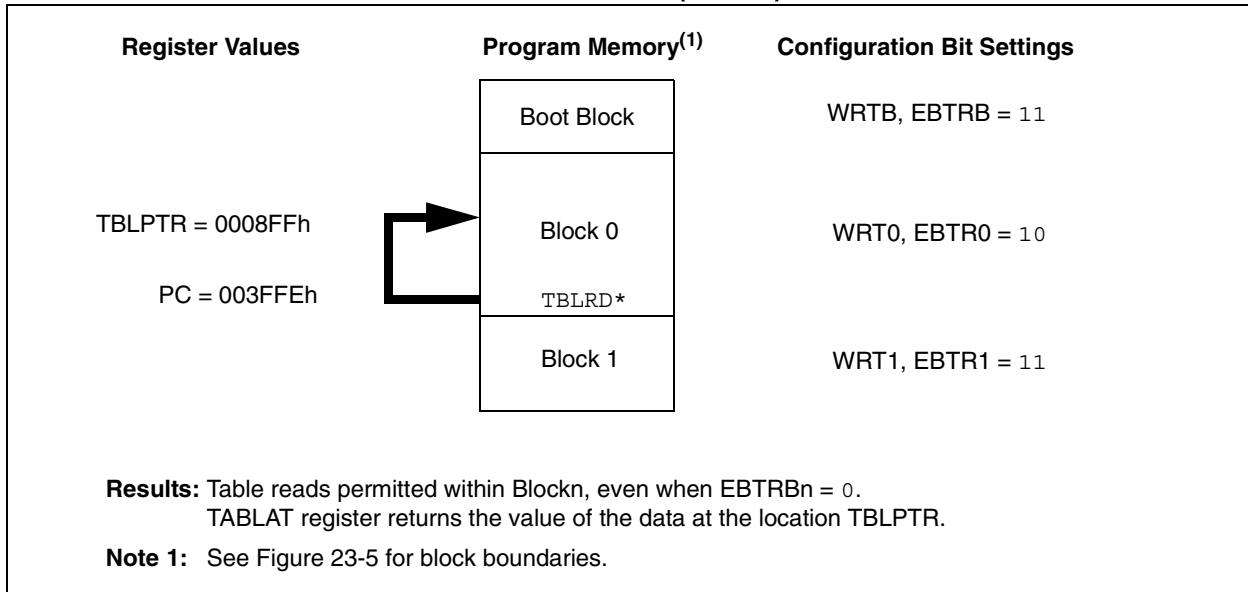 Register Values Program Memory(1) Configuration Bit Settings
Boot Block WRTB, EBTRB = 11
TBLPTR = 0008FFh Block 0 WRT0, EBTR0 = 10
PC = 003FFEh TBLRD*
Block 1 WRT1, EBTR1 = 11
Results: Table reads permitted within Blockn, even when EBTRBn = 0.
TABLAT register returns the value of the data at the location TBLPTR.
Note 1: See Figure 23-5 for block boundaries.